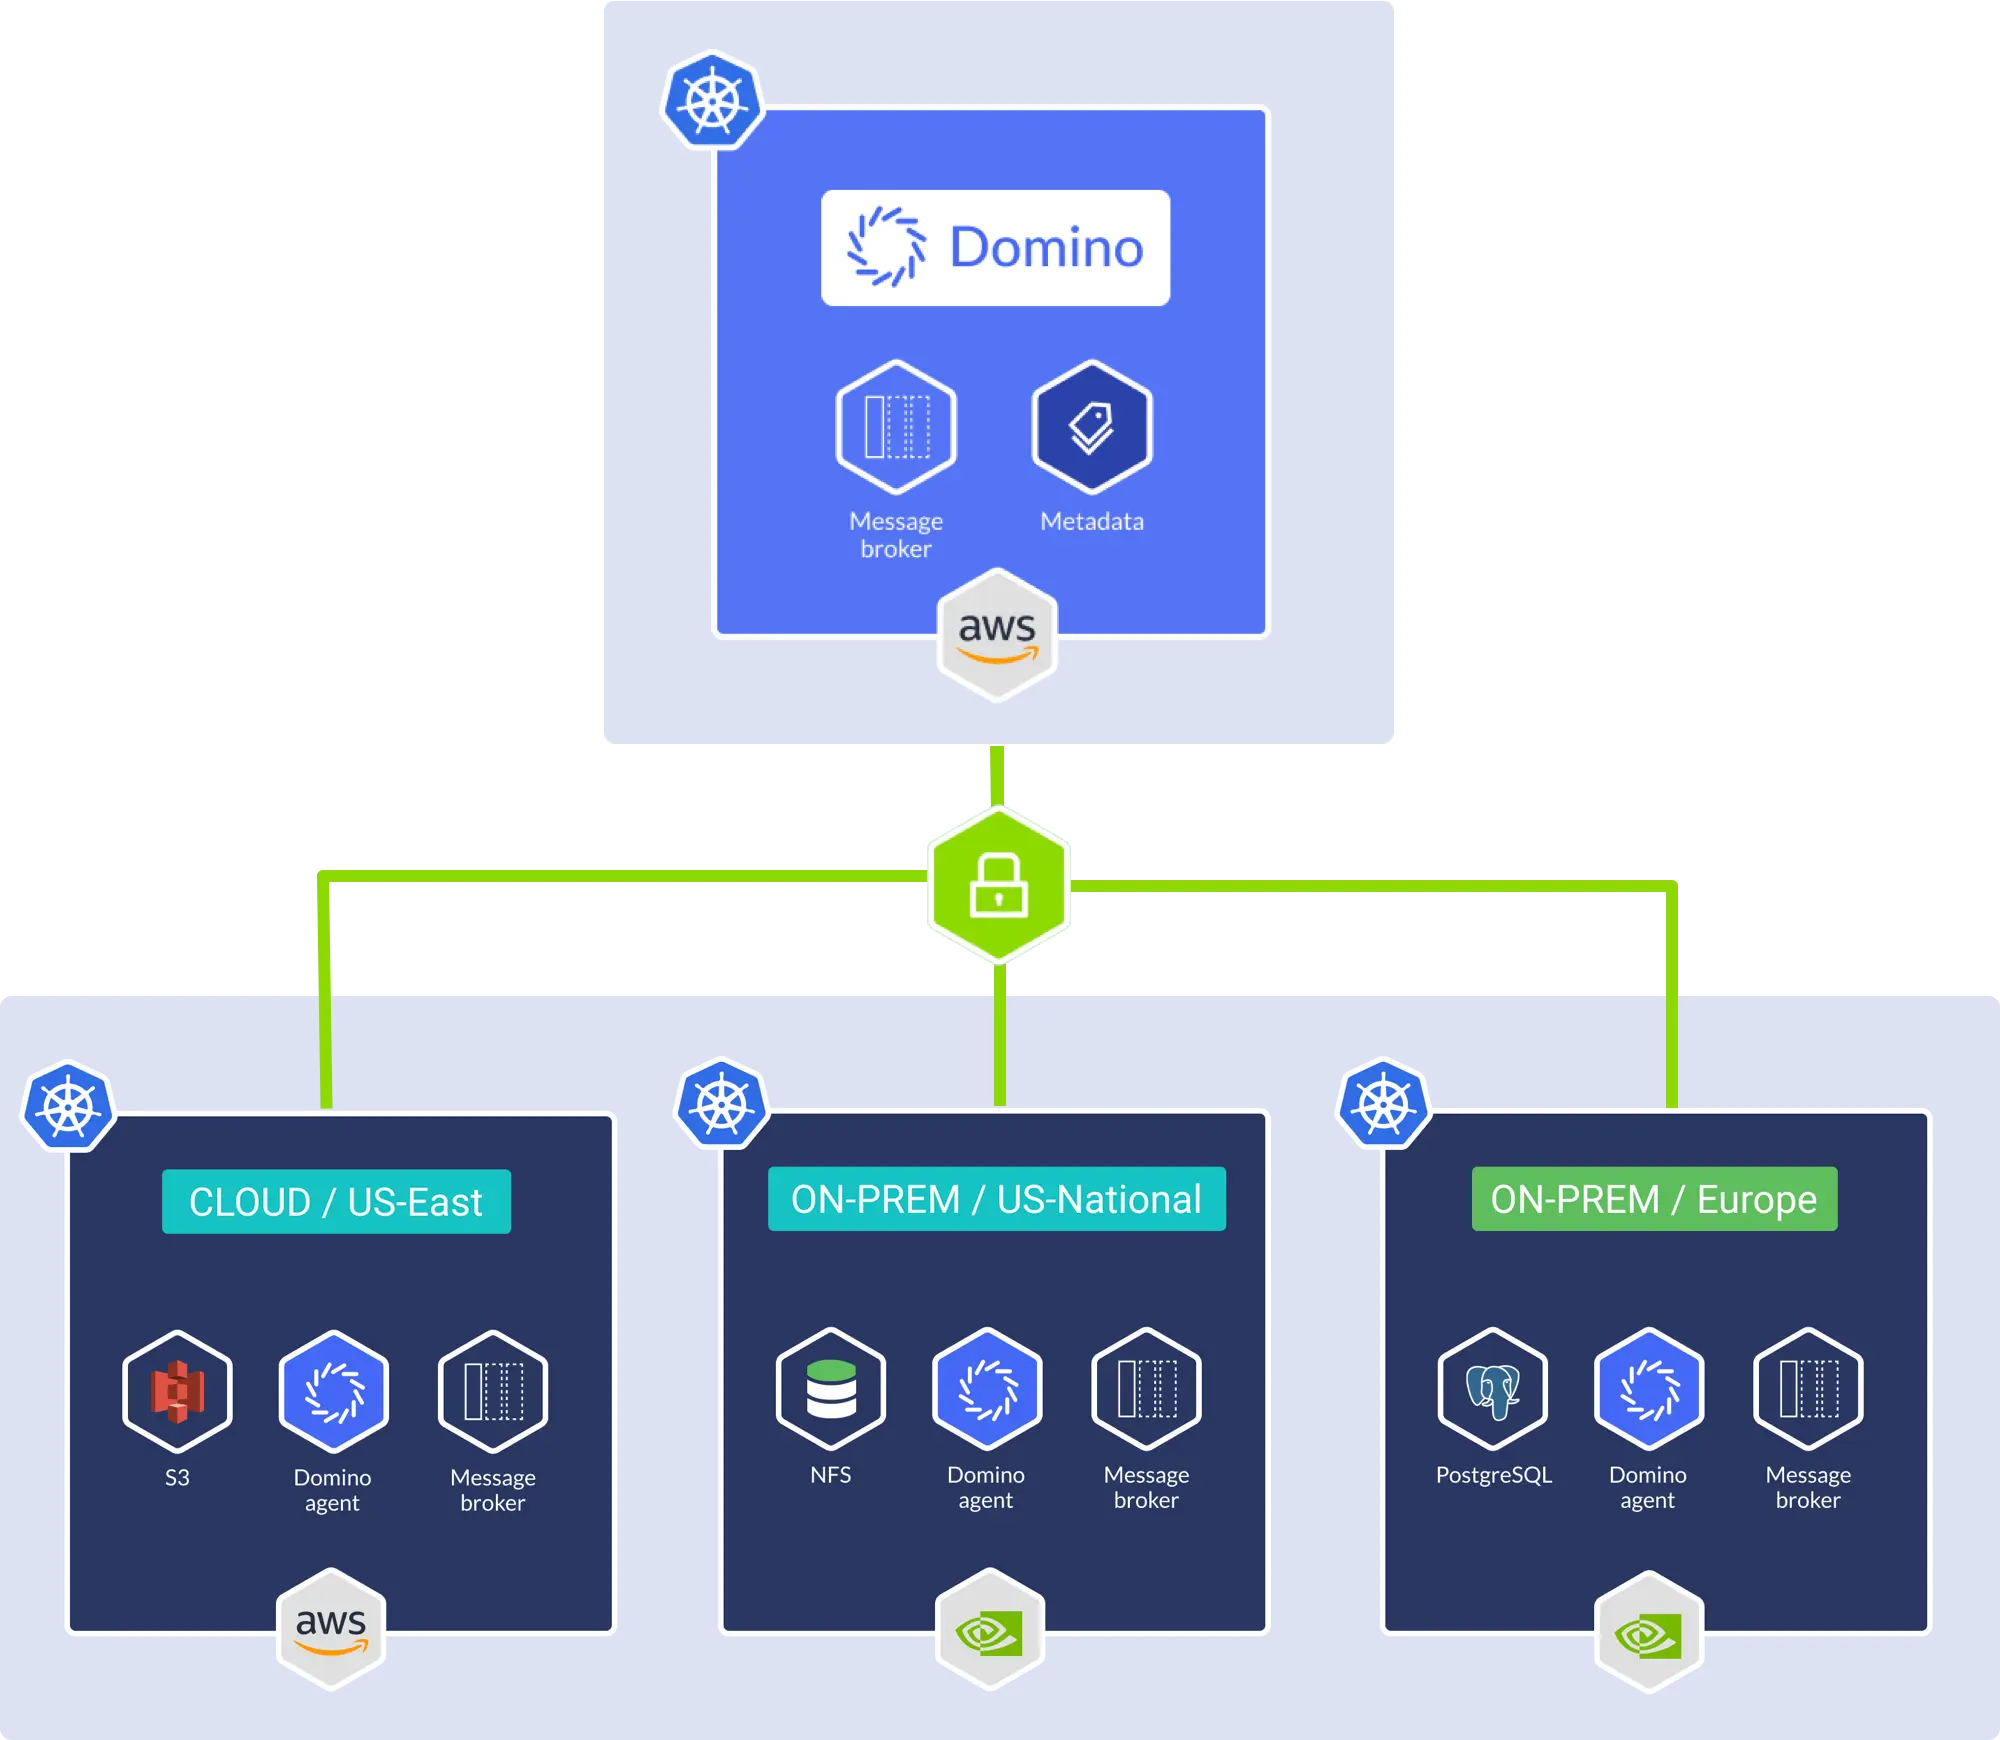 Domino
Message
broker
Metadata
aws
CLOUD / US-East
S3
Domino
agent
Message
broker
aws
ON-PREM / US-National
NFS
Domino
agent
Message
broker
ON-PREM / Europe
PostgreSQL
Domino
agent
Message
broker